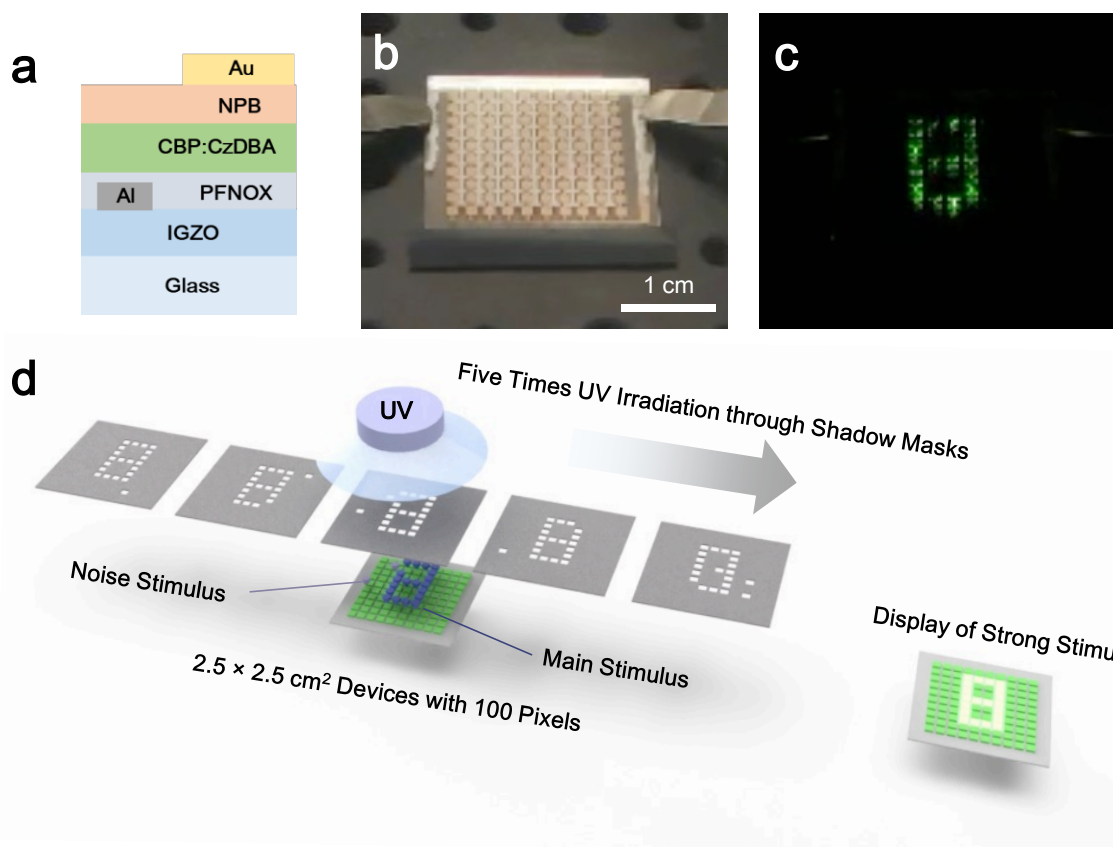 a
Au
NPB
CBP:CzDBA
Al
PFNOX
IGZO
Glass
b
1 cm
c
d
Five Times UV Irradiation through Shadow Masks
UV
Noise Stimulus
Main Stimulus
2.5 × 2.5 cm² Devices with 100 Pixels
Display of Strong Stimu